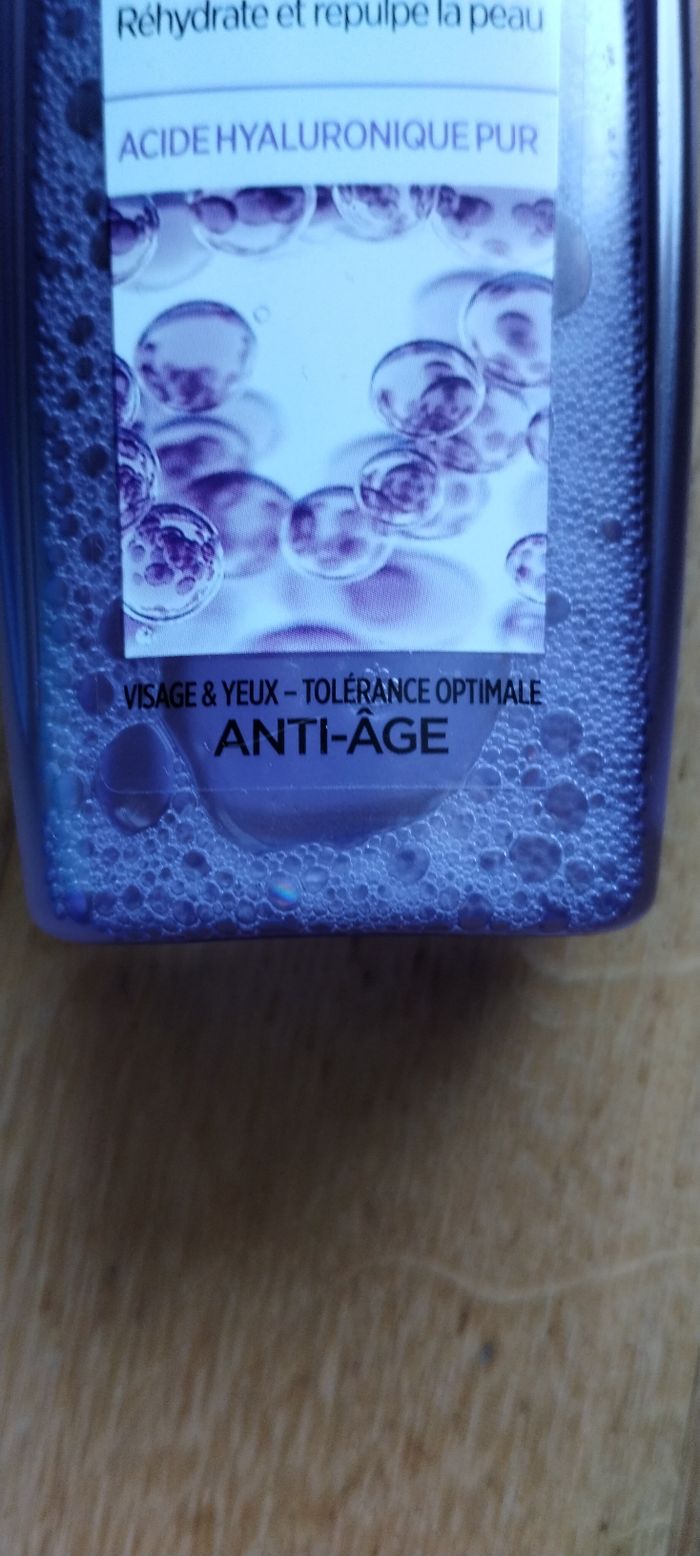 Réhydrate et repulpe la peau
ACIDE HYALURONIQUE PUR
VISAGE & YEUX – TOLÉRANCE OPTIMALE
ANTI-ÂGE